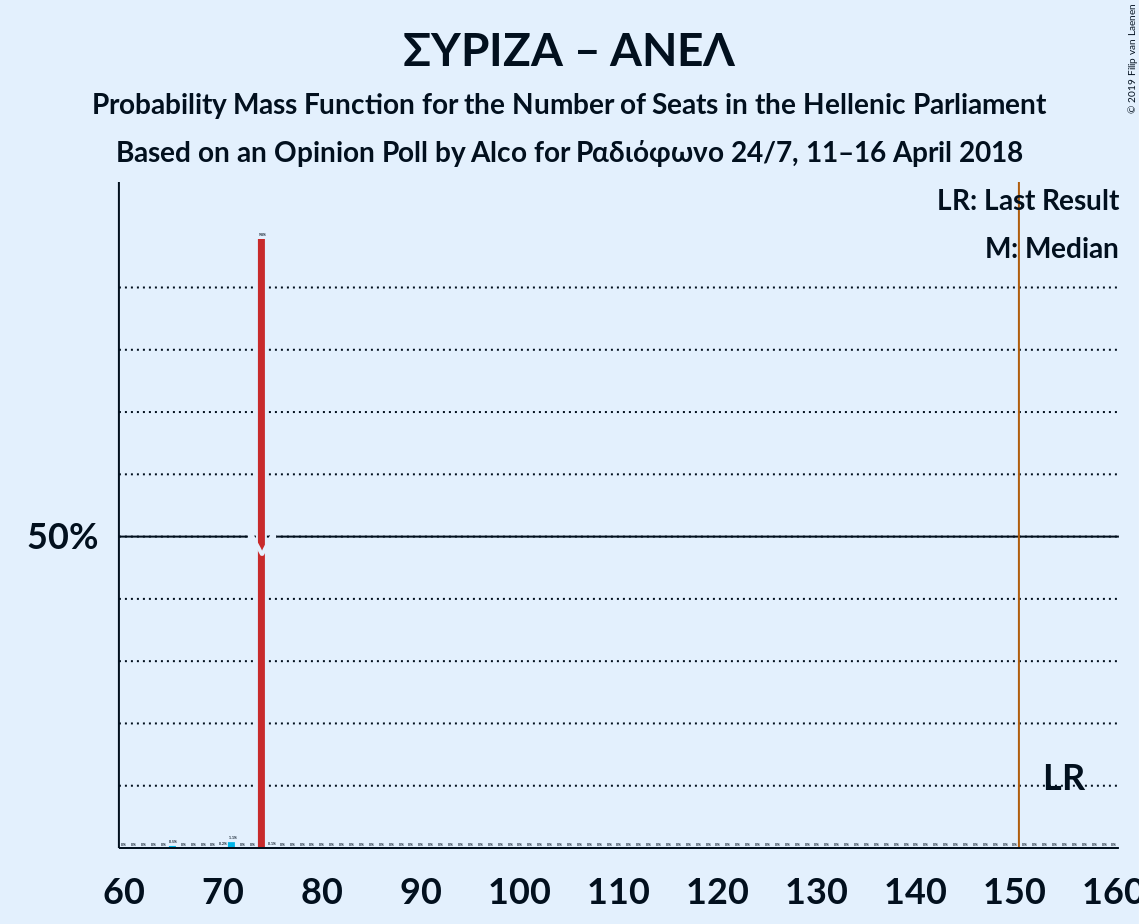 ΣΥΡΙΖΑ – ΑΝΕΛ
Probability Mass Function for the Number of Seats in the Hellenic Parliament
Based on an Opinion Poll by Alco for Ραδιόφωνο 24/7, 11–16 April 2018
© 2019 Filip van Laenen
LR: Last Result
M: Median
50%
LR
60 70 80 90 100 110 120 130 140 150 160